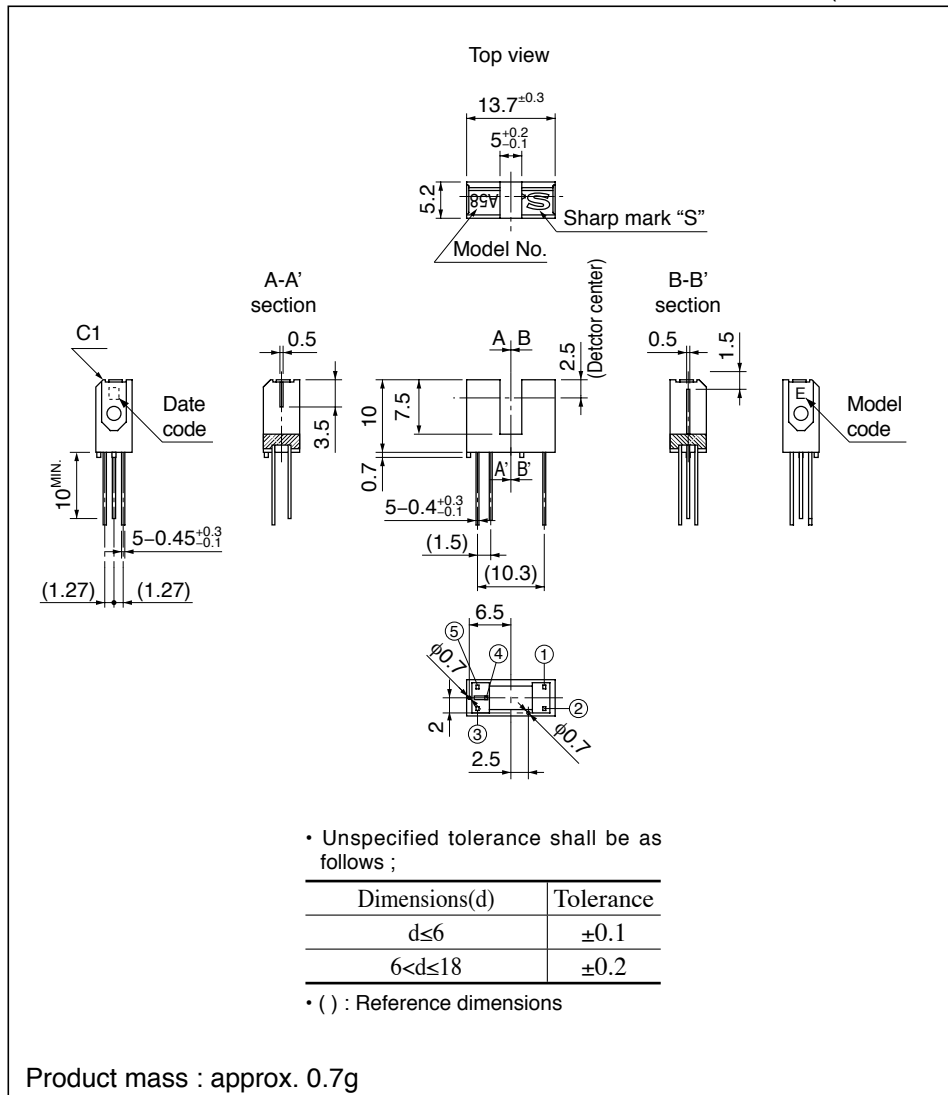 Top view
13.7±0.3
5+0.2−0.1
5.2
A58
S
Sharp mark “S”
Model No.
A-A’
section
(Detctor center)
B-B’
section
C1
0.5
A B
2.5
0.5
1.5
Date
code
3.5
10
7.5
E
Model
code
0.7
A’ B’
10MIN.
5−0.4+0.3−0.1
5−0.45+0.3−0.1
(1.5)
(1.27) (1.27)
(10.3)
6.5
⑤
φ0.7
④
①
②
2
③
φ0.7
2.5
• Unspecified tolerance shall be as
follows ;
Dimensions(d) Tolerance
d≤6 ±0.1
6<d≤18 ±0.2
• ( ) : Reference dimensions
Product mass : approx. 0.7g